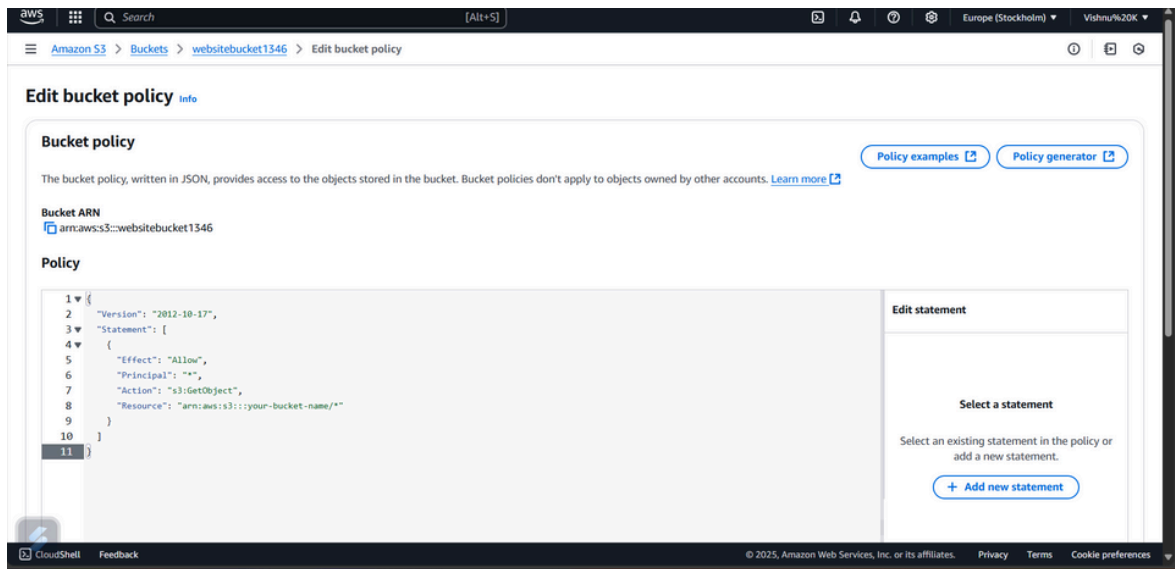 aws
Search
[Alt+S]
Europe (Stockholm)
Vishnu%20K
Amazon S3 > Buckets > websitebucket1346 > Edit bucket policy
Edit bucket policy Info
Bucket policy
Policy examples
Policy generator
The bucket policy, written in JSON, provides access to the objects stored in the bucket. Bucket policies don't apply to objects owned by other accounts. Learn more
Bucket ARN
arn:aws:s3:::websitebucket1346
Policy
1 {
2 "Version": "2012-10-17",
3 "Statement": [
4 {
5 "Effect": "Allow",
6 "Principal": "*",
7 "Action": "s3:GetObject",
8 "Resource": "arn:aws:s3:::your-bucket-name/*"
9 }
10 ]
11 }
Edit statement
Select a statement
Select an existing statement in the policy or
add a new statement.
+ Add new statement
CloudShell
Feedback
© 2025, Amazon Web Services, Inc. or its affiliates.
Privacy
Terms
Cookie preferences